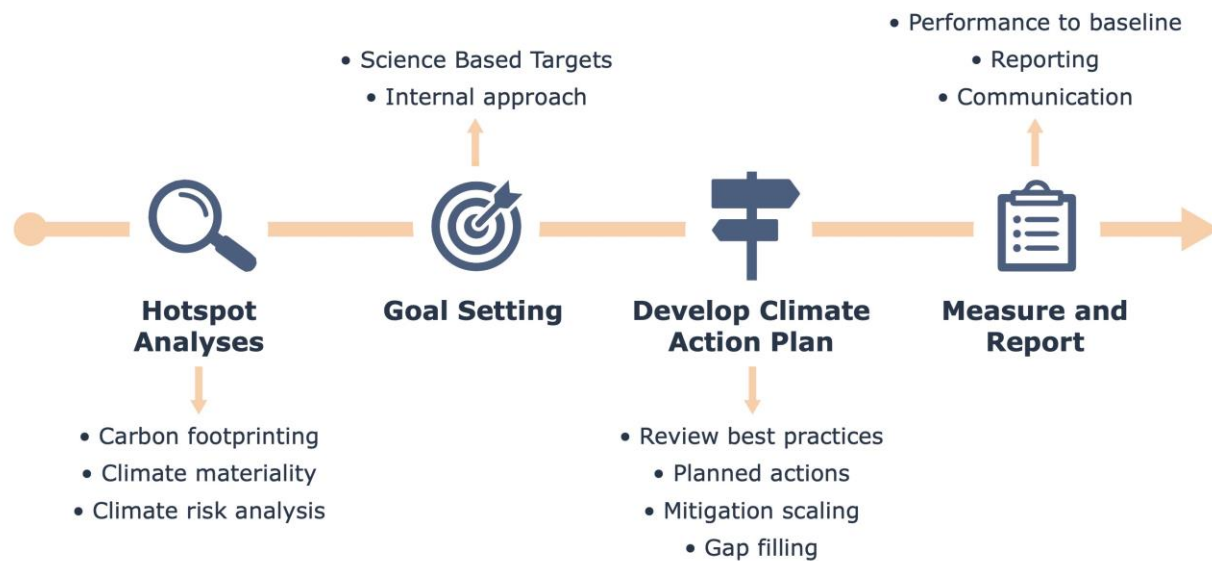 • Performance to baseline
• Reporting
• Communication
• Science Based Targets
• Internal approach
Hotspot
Analyses
Goal Setting
Develop Climate
Action Plan
Measure and
Report
• Carbon footprinting
• Climate materiality
• Climate risk analysis
• Review best practices
• Planned actions
• Mitigation scaling
• Gap filling